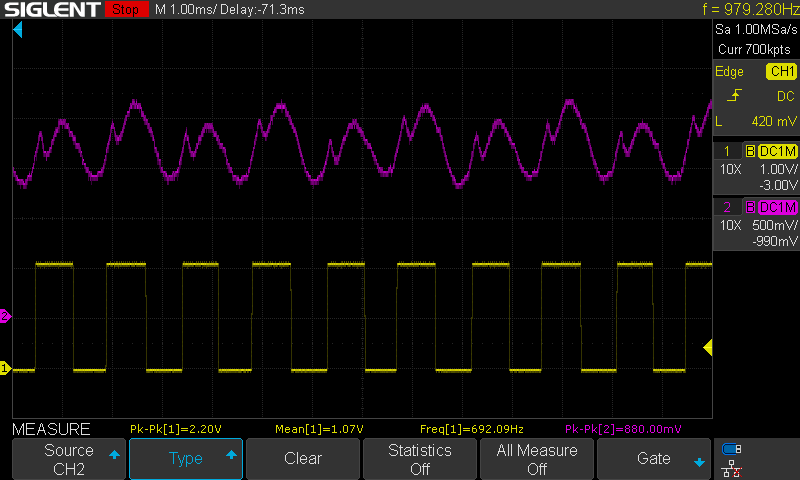 SIGLENT Stop M 1.00ms/ Delay:-71.3ms f = 979.280Hz
Sa 1.00MSa/s
Curr 700kpts
Edge CH1
DC
L 420 mV
1 B DC1M
10X 1.00V/
-3.00V
2 B DC1M
10X 500mV/
-990mV
2
1
MEASURE Pk-Pk[1]=2.20V Mean[1]=1.07V Freq[1]=692.09Hz Pk-Pk[2]=880.00mV
Source
CH2
Type
Clear
Statistics
Off
All Measure
Off
Gate